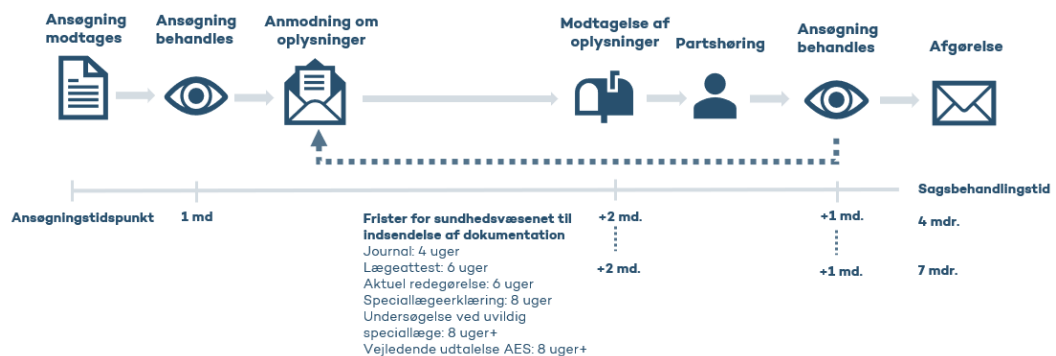 Ansøgning
modtages
Ansøgning
behandles
Anmodning om
oplysninger
Modtagelse af
oplysninger
Partshøring
Ansøgning
behandles
Afgørelse
Sagsbehandlingstid
Ansøgningstidspunkt
1 md
Frister for sundhedsvæsenet til
indsendelse af dokumentation
Journal: 4 uger
Lægeattest: 6 uger
Aktuel redegørelse: 6 uger
Speciallægeerklæring: 8 uger
Undersøgelse ved uvildig
speciallæge: 8 uger+
Vejledende udtalelse AES: 8 uger+
+2 md.
+2 md.
+1 md.
+1 md.
4 mdr.
7 mdr.